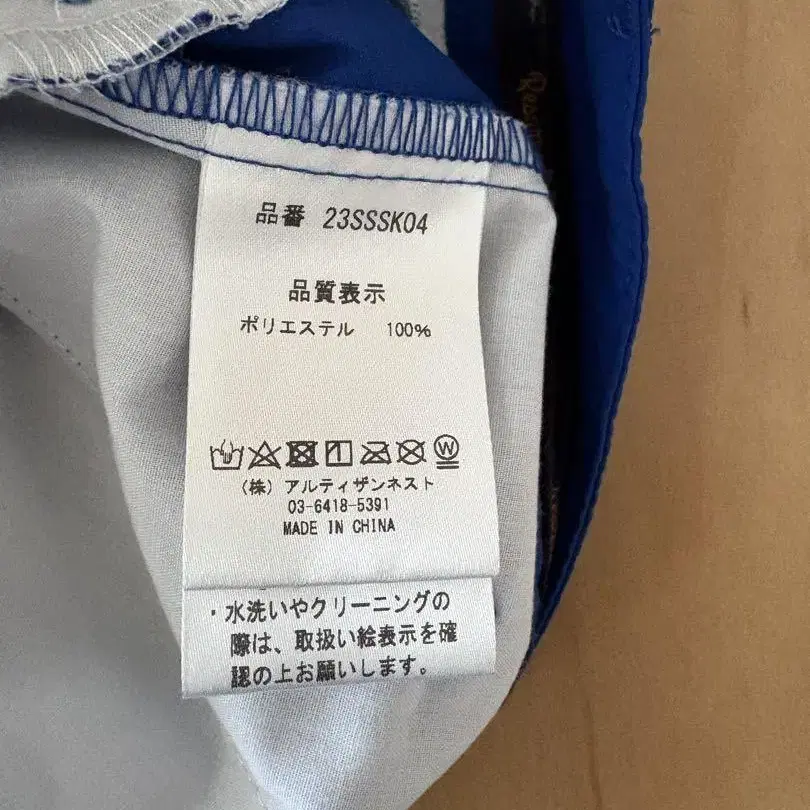 品番 23SSSK04
品質表示
ポリエステル 100%
(株) アルティザンネスト
03-6418-5391
MADE IN CHINA
・水洗いやクリーニングの
際は、取扱い絵表示を確
認の上お願いします。